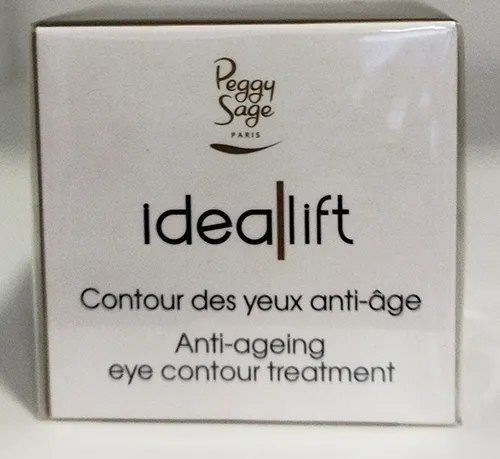 Peggy
Sage
PARIS
ideal|lift
Contour des yeux anti-âge
Anti-ageing
eye contour treatment